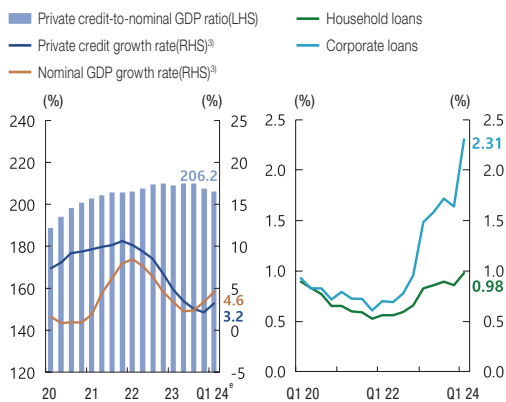 Private credit-to-nominal GDP ratio(LHS)
Private credit growth rate(RHS)3)
Nominal GDP growth rate(RHS)3)
Household loans
Corporate loans
(%) (%)
240 25
220 20
200 15
180 10
160 5
140 0
120 -5
206.2
4.6
3.2
20 21 22 23 Q1 24e
(%) (%)
2.5 2.5
2.0 2.0
1.5 1.5
1.0 1.0
0.5 0.5
0.0 0.0
2.31
0.98
Q1 20 Q1 22 Q1 24